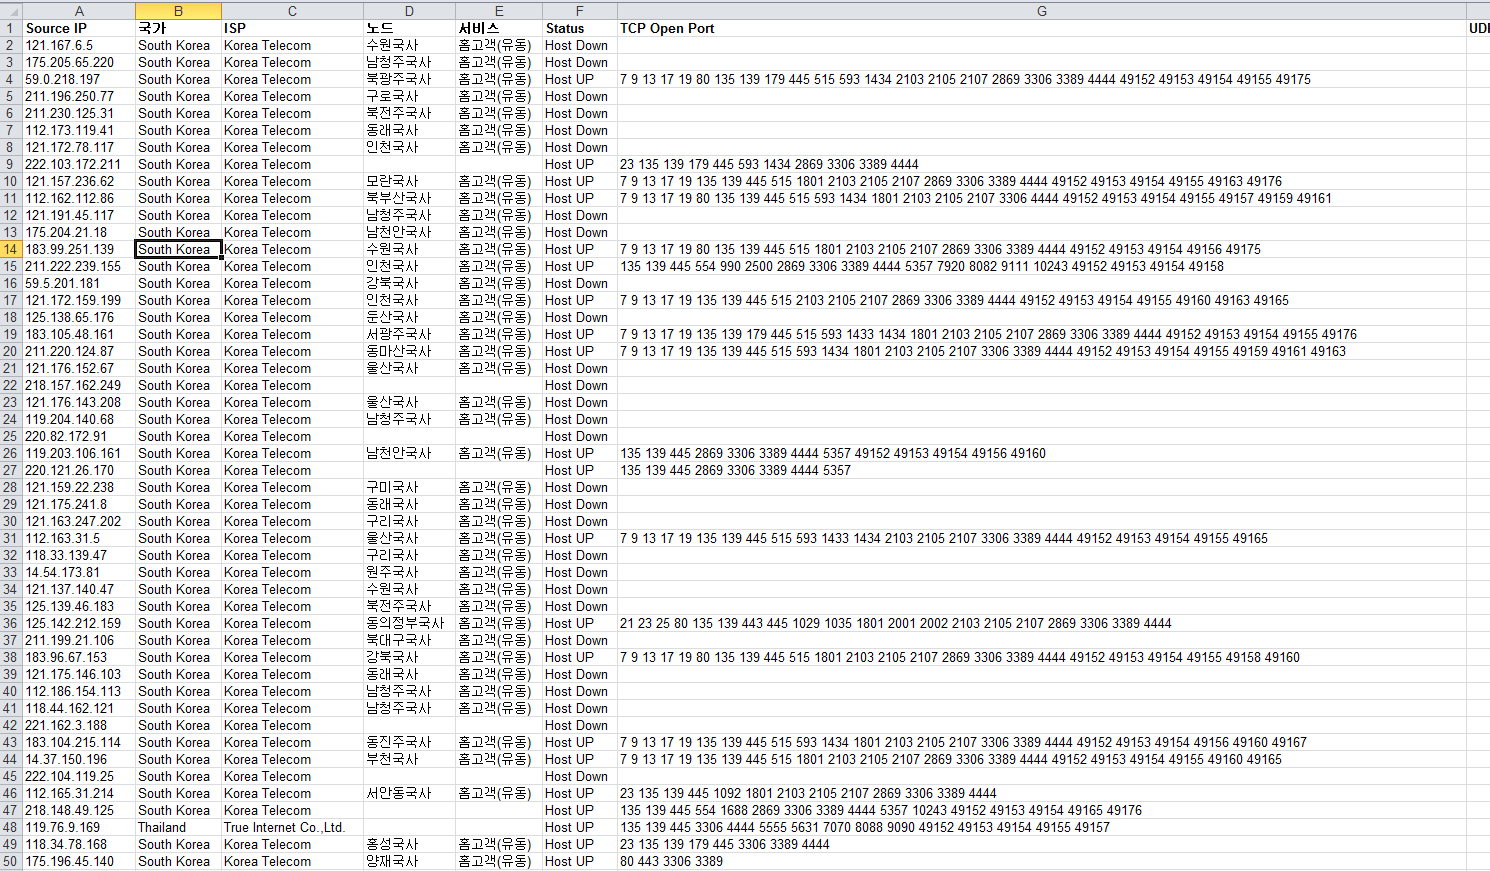 A B C D E F G
1 Source IP 국가 ISP 노드 서비스 Status TCP Open Port UDP
2 121.167.6.5 South Korea Korea Telecom 수원국사 홈고객(유동) Host Down
3 175.205.65.220 South Korea Korea Telecom 남청주국사 홈고객(유동) Host Down
4 59.0.218.197 South Korea Korea Telecom 북광주국사 홈고객(유동) Host UP 7 9 13 17 19 80 135 139 179 445 515 593 1434 2103 2105 2107 2869 3306 3389 4444 49152 49153 49154 49155 49175
5 211.196.250.77 South Korea Korea Telecom 구로국사 홈고객(유동) Host Down
6 211.230.125.31 South Korea Korea Telecom 북전주국사 홈고객(유동) Host Down
7 112.173.119.41 South Korea Korea Telecom 동래국사 홈고객(유동) Host Down
8 121.172.78.117 South Korea Korea Telecom 인천국사 홈고객(유동) Host Down
9 222.103.172.211 South Korea Korea Telecom Host UP 23 135 139 179 445 593 1434 2869 3306 3389 4444
10 121.157.236.62 South Korea Korea Telecom 모란국사 홈고객(유동) Host UP 7 9 13 17 19 135 139 445 515 1801 2103 2105 2107 2869 3306 3389 4444 49152 49153 49154 49155 49163 49176
11 112.162.112.86 South Korea Korea Telecom 북부산국사 홈고객(유동) Host UP 7 9 13 17 19 80 135 139 445 515 593 1434 1801 2103 2105 2107 2869 3306 3389 4444 49152 49153 49154 49155 49157 49159 49161
12 121.191.45.117 South Korea Korea Telecom 남청주국사 홈고객(유동) Host Down
13 175.204.21.18 South Korea Korea Telecom 남천안국사 홈고객(유동) Host Down
14 183.99.251.139 South Korea Korea Telecom 수원국사 홈고객(유동) Host UP 7 9 13 17 19 80 135 139 445 515 1801 2103 2105 2107 2869 3306 3389 4444 49152 49153 49154 49156 49175
15 211.222.239.155 South Korea Korea Telecom 인천국사 홈고객(유동) Host UP 135 139 445 554 990 2500 2869 3306 3389 4444 5357 7920 8082 9111 10243 49152 49153 49154 49158
16 59.5.201.181 South Korea Korea Telecom 강북국사 홈고객(유동) Host Down
17 121.172.159.199 South Korea Korea Telecom 인천국사 홈고객(유동) Host UP 7 9 13 17 19 135 139 445 515 2103 2105 2107 2869 3306 3389 4444 49152 49153 49154 49155 49160 49163 49165
18 125.138.65.176 South Korea Korea Telecom 둔산국사 홈고객(유동) Host Down
19 183.105.48.161 South Korea Korea Telecom 서광주국사 홈고객(유동) Host UP 7 9 13 17 19 135 139 179 445 515 593 1433 1434 1801 2103 2105 2107 2869 3306 3389 4444 49152 49153 49154 49155 49176
20 211.220.124.87 South Korea Korea Telecom 동마산국사 홈고객(유동) Host UP 7 9 13 17 19 135 139 445 515 593 1434 1801 2103 2105 2107 3306 3389 4444 49152 49153 49154 49155 49159 49161 49163
21 121.176.152.67 South Korea Korea Telecom 울산국사 홈고객(유동) Host Down
22 218.157.162.249 South Korea Korea Telecom Host Down
23 121.176.143.208 South Korea Korea Telecom 울산국사 홈고객(유동) Host Down
24 119.204.140.68 South Korea Korea Telecom 남청주국사 홈고객(유동) Host Down
25 220.82.172.91 South Korea Korea Telecom Host Down
26 119.203.106.161 South Korea Korea Telecom 남천안국사 홈고객(유동) Host UP 135 139 445 2869 3306 3389 4444 5357 49152 49153 49154 49156 49160
27 220.121.26.170 South Korea Korea Telecom Host UP 135 139 445 2869 3306 3389 4444 5357
28 121.159.22.238 South Korea Korea Telecom 구미국사 홈고객(유동) Host Down
29 121.175.241.8 South Korea Korea Telecom 동래국사 홈고객(유동) Host Down
30 121.163.247.202 South Korea Korea Telecom 구리국사 홈고객(유동) Host Down
31 112.163.31.5 South Korea Korea Telecom 울산국사 홈고객(유동) Host UP 7 9 13 17 19 135 139 445 515 593 1433 1434 2103 2105 2107 3306 3389 4444 49152 49153 49154 49155 49165
32 118.33.139.47 South Korea Korea Telecom 구리국사 홈고객(유동) Host Down
33 14.54.173.81 South Korea Korea Telecom 원주국사 홈고객(유동) Host Down
34 121.137.140.47 South Korea Korea Telecom 수원국사 홈고객(유동) Host Down
35 125.139.46.183 South Korea Korea Telecom 북전주국사 홈고객(유동) Host Down
36 125.142.212.159 South Korea Korea Telecom 동의정부국사 홈고객(유동) Host UP 21 23 25 80 135 139 443 445 1029 1035 1801 2001 2002 2103 2105 2107 2869 3306 3389 4444
37 211.199.21.106 South Korea Korea Telecom 북대구국사 홈고객(유동) Host Down
38 183.96.67.153 South Korea Korea Telecom 강북국사 홈고객(유동) Host UP 7 9 13 17 19 80 135 139 445 515 1801 2103 2105 2107 2869 3306 3389 4444 49152 49153 49154 49155 49158 49160
39 121.175.146.103 South Korea Korea Telecom 동래국사 홈고객(유동) Host Down
40 112.186.154.113 South Korea Korea Telecom 남청주국사 홈고객(유동) Host Down
41 118.44.162.121 South Korea Korea Telecom 남청주국사 홈고객(유동) Host Down
42 221.162.3.188 South Korea Korea Telecom Host Down
43 183.104.215.114 South Korea Korea Telecom 동진주국사 홈고객(유동) Host UP 7 9 13 17 19 135 139 445 515 593 1434 1801 2103 2105 2107 3306 3389 4444 49152 49153 49154 49156 49160 49167
44 14.37.150.196 South Korea Korea Telecom 부천국사 홈고객(유동) Host UP 7 9 13 17 19 135 139 445 515 1801 2103 2105 2107 2869 3306 3389 4444 49152 49153 49154 49155 49160 49165
45 222.104.119.25 South Korea Korea Telecom Host Down
46 112.165.31.214 South Korea Korea Telecom 서안동국사 홈고객(유동) Host UP 23 135 139 445 1092 1801 2103 2105 2107 2869 3306 3389 4444
47 218.148.49.125 South Korea Korea Telecom Host UP 135 139 445 554 1688 2869 3306 3389 4444 5357 10243 49152 49153 49154 49165 49176
48 119.76.9.169 Thailand True Internet Co.,Ltd. Host UP 135 139 445 3306 4444 5555 5631 7070 8088 9090 49152 49153 49154 49155 49157
49 118.34.78.168 South Korea Korea Telecom 홍성국사 홈고객(유동) Host UP 23 135 139 179 445 3306 3389 4444
50 175.196.45.140 South Korea Korea Telecom 양재국사 홈고객(유동) Host UP 80 443 3306 3389